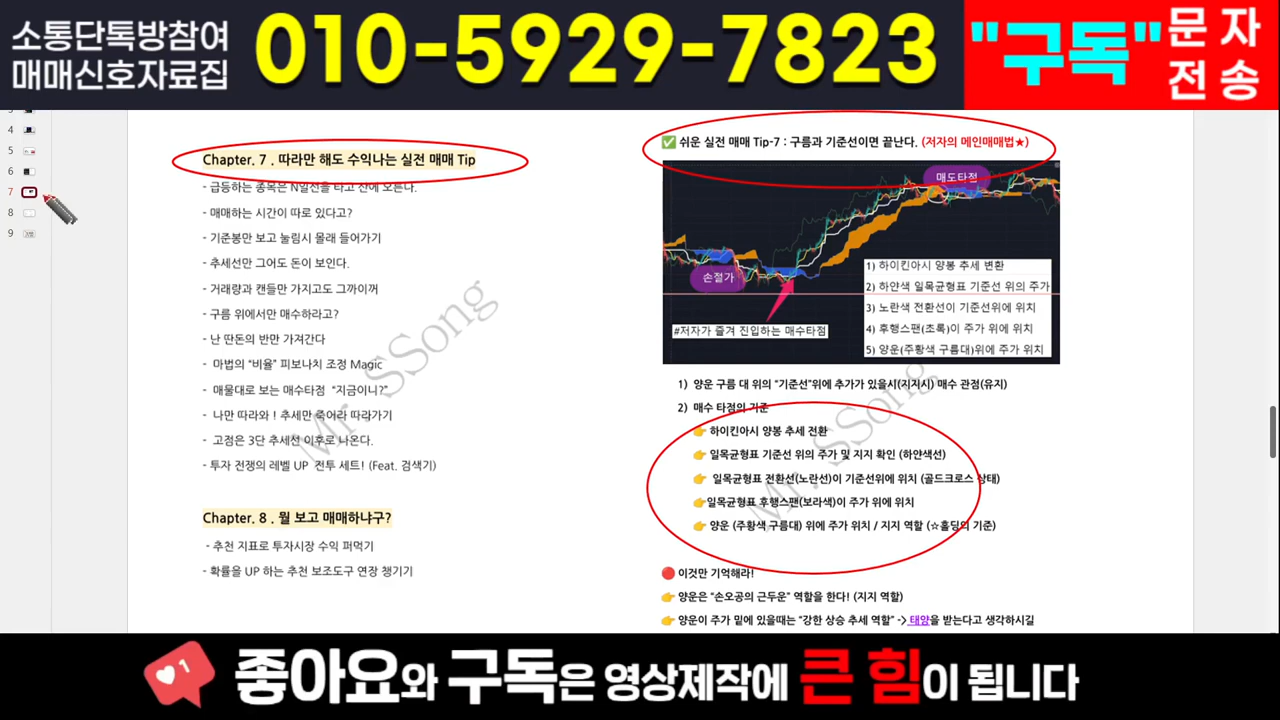 소통단톡방참여
매매신호자료집
010-5929-7823
"구독"
문 자
전 송
4
5
6
7
8
9
Chapter. 7 . 따라만 해도 수익나는 실전 매매 Tip
- 급등하는 종목은 N일선을 타고 산에 오른다.
- 매매하는 시간이 따로 있다고?
- 기준봉만 보고 눌림시 몰래 들어가기
- 추세선만 그어도 돈이 보인다.
- 거래량과 캔들만 가지고도 그까이꺼
- 구름 위에서만 매수하라고?
- 난 딴돈의 반만 가져간다
- 마법의 “비율” 피보나치 조정 Magic
- 매물대로 보는 매수타점 “지금이니?”
- 나만 따라와 ! 추세만 죽어라 따라가기
- 고점은 3단 추세선 이후로 나온다.
- 투자 전쟁의 레벨 UP 전투 세트! (Feat. 검색기)
Chapter. 8 . 뭘 보고 매매하냐구?
- 추천 지표로 투자시장 수익 퍼먹기
- 확률을 UP 하는 추천 보조도구 연장 챙기기
Mr. SSong
✅ 쉬운 실전 매매 Tip-7 : 구름과 기준선이면 끝난다. (저자의 메인매매법★)
매도타점
손절가
#저자가 즐겨 진입하는 매수타점
1) 하이킨아시 양봉 추세 변환
2) 하얀색 일목균형표 기준선 위의 주가
3) 노란색 전환선이 기준선위에 위치
4) 후행스팬(초록)이 주가 위에 위치
5) 양운(주황색 구름대)위에 주가 위치
1) 양운 구름 대 위의 “기준선”위에 추가가 있을시(지지시) 매수 관점(유지)
2) 매수 타점의 기준
👉 하이킨아시 양봉 추세 전환
👉 일목균형표 기준선 위의 주가 및 지지 확인 (하얀색선)
👉 일목균형표 전환선(노란선)이 기준선위에 위치 (골드크로스 상태)
👉일목균형표 후행스팬(보라색)이 주가 위에 위치
👉 양운 (주황색 구름대) 위에 주가 위치 / 지지 역할 (☆홀딩의 기준)
Mr. SSong
🔴 이것만 기억해라!
👉 양운은 “손오공의 근두운” 역할을 한다! (지지 역할)
👉 양운이 주가 밑에 있을때는 “강한 상승 추세 역할” -> 태양을 받는다고 생각하시길
1
좋아요와 구독은 영상제작에 큰 힘이 됩니다